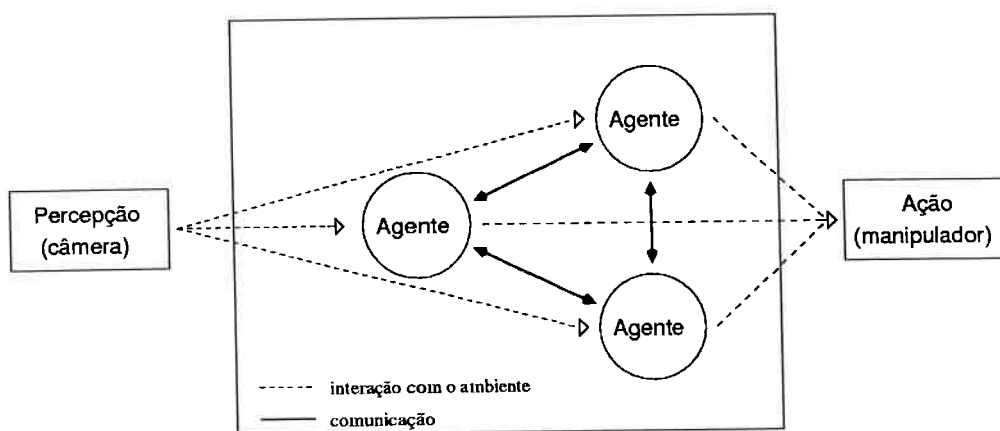 Agente
Percepção
(câmera)
Agente
Ação
(manipulador)
Agente
interação com o ambiente
comunicação